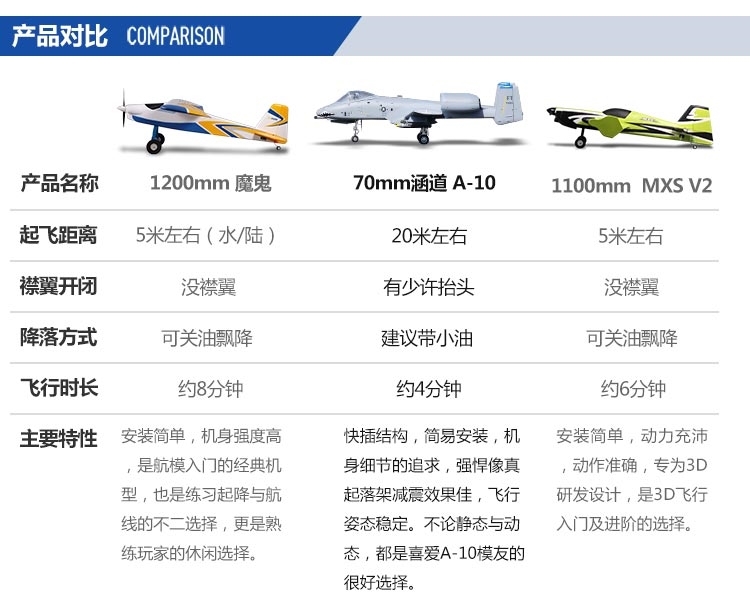 产品对比 COMPARISON
产品名称 1200mm 魔鬼 70mm涵道 A-10 1100mm MXS V2
起飞距离 5米左右（水/陆） 20米左右 5米左右
襟翼开闭 没襟翼 有少许抬头 没襟翼
降落方式 可关油飘降 建议带小油 可关油飘降
飞行时长 约8分钟 约4分钟 约6分钟
主要特性
安装简单，机身强度高
，是航模入门的经典机
型，也是练习起降与航
线的不二选择，更是熟
练玩家的休闲选择。
快插结构，简易安装，机
身细节的追求，强悍像真
起落架减震效果佳，飞行
姿态稳定。不论静态与动
态，都是喜爱A-10模友的
很好选择。
安装简单，动力充沛
，动作准确，专为3D
研发设计，是3D飞行
入门及进阶的选择。